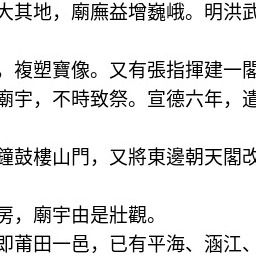 大其地，廟廡益增巍峨。明洪武
，複塑寶像。又有張指揮建一閣
廟宇，不時致祭。宣德六年，遣
鐘鼓樓山門，又將東邊朝天閣改
房，廟宇由是壯觀。
即莆田一邑，已有平海、涵江、